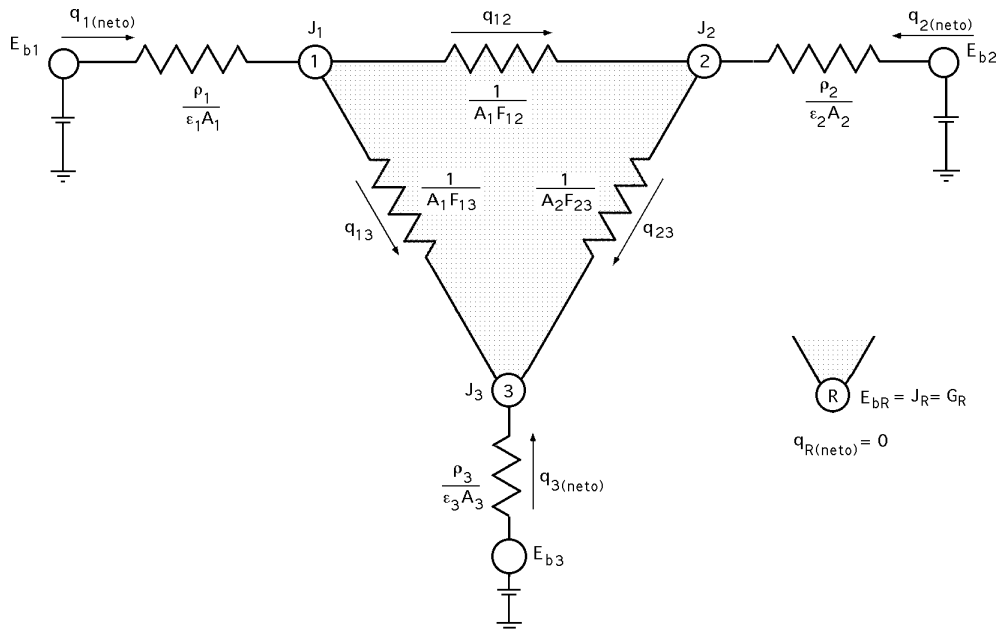 q1(neto)
J1
q12
J2
q2(neto)
Eb1
1
2
Eb2
ρ1
ε1A1
1
A1F12
ρ2
ε2A2
1
A1F13
1
A2F23
q13
q23
J3
3
R
EbR = JR = GR
qR(neto) = 0
ρ3
ε3A3
q3(neto)
Eb3